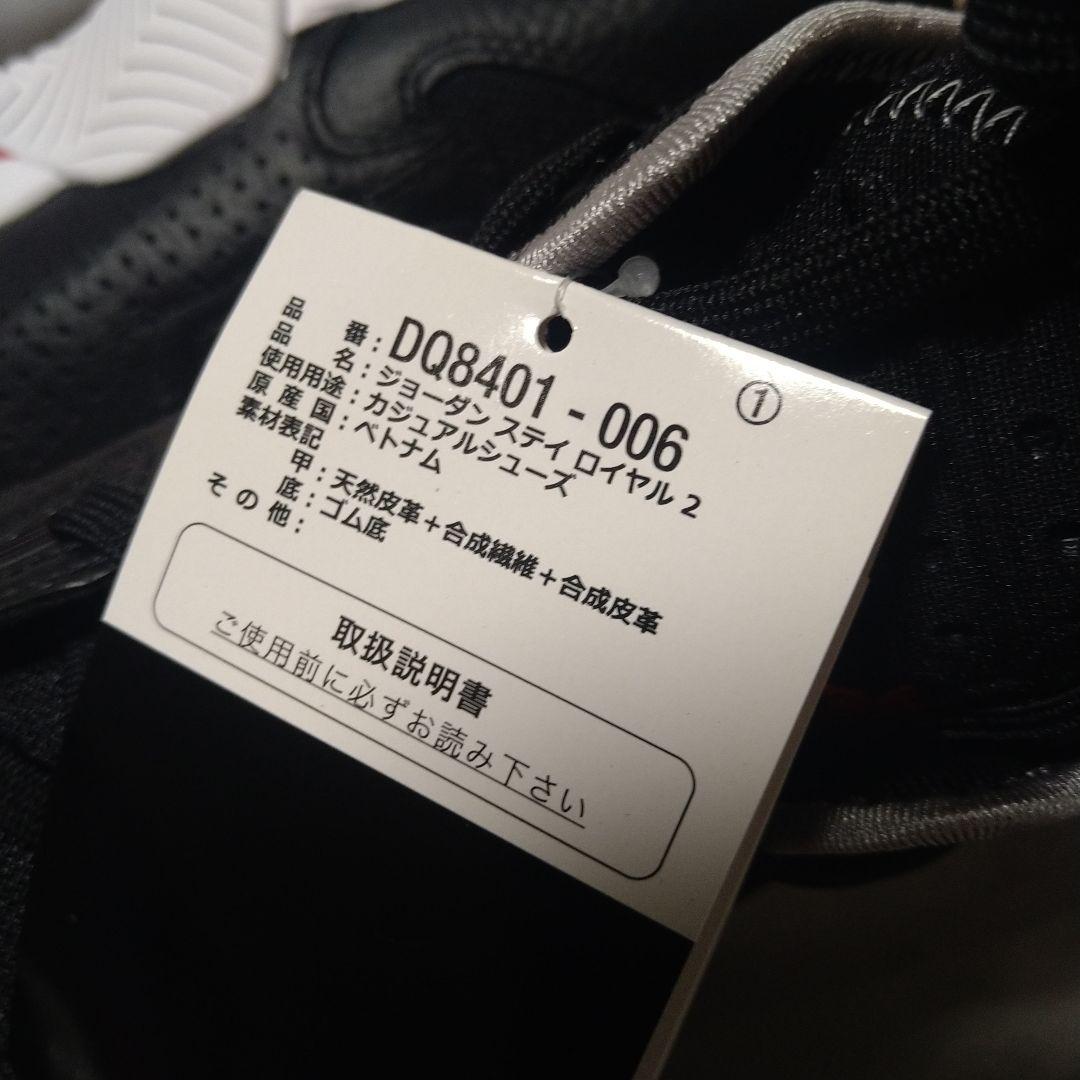 ①
品番：DQ8401 - 006
品名：ジョーダン ステイ ロイヤル 2
使用用途：カジュアルシューズ
原産国：ベトナム
素材表記
甲：天然皮革＋合成繊維＋合成皮革
底：ゴム底
その他：
取扱説明書
ご使用前に必ずお読み下さい